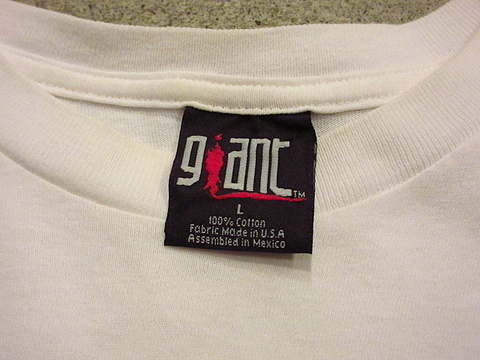 giant™
L
100% Cotton
Fabric Made in U.S.A
Assembled in Mexico